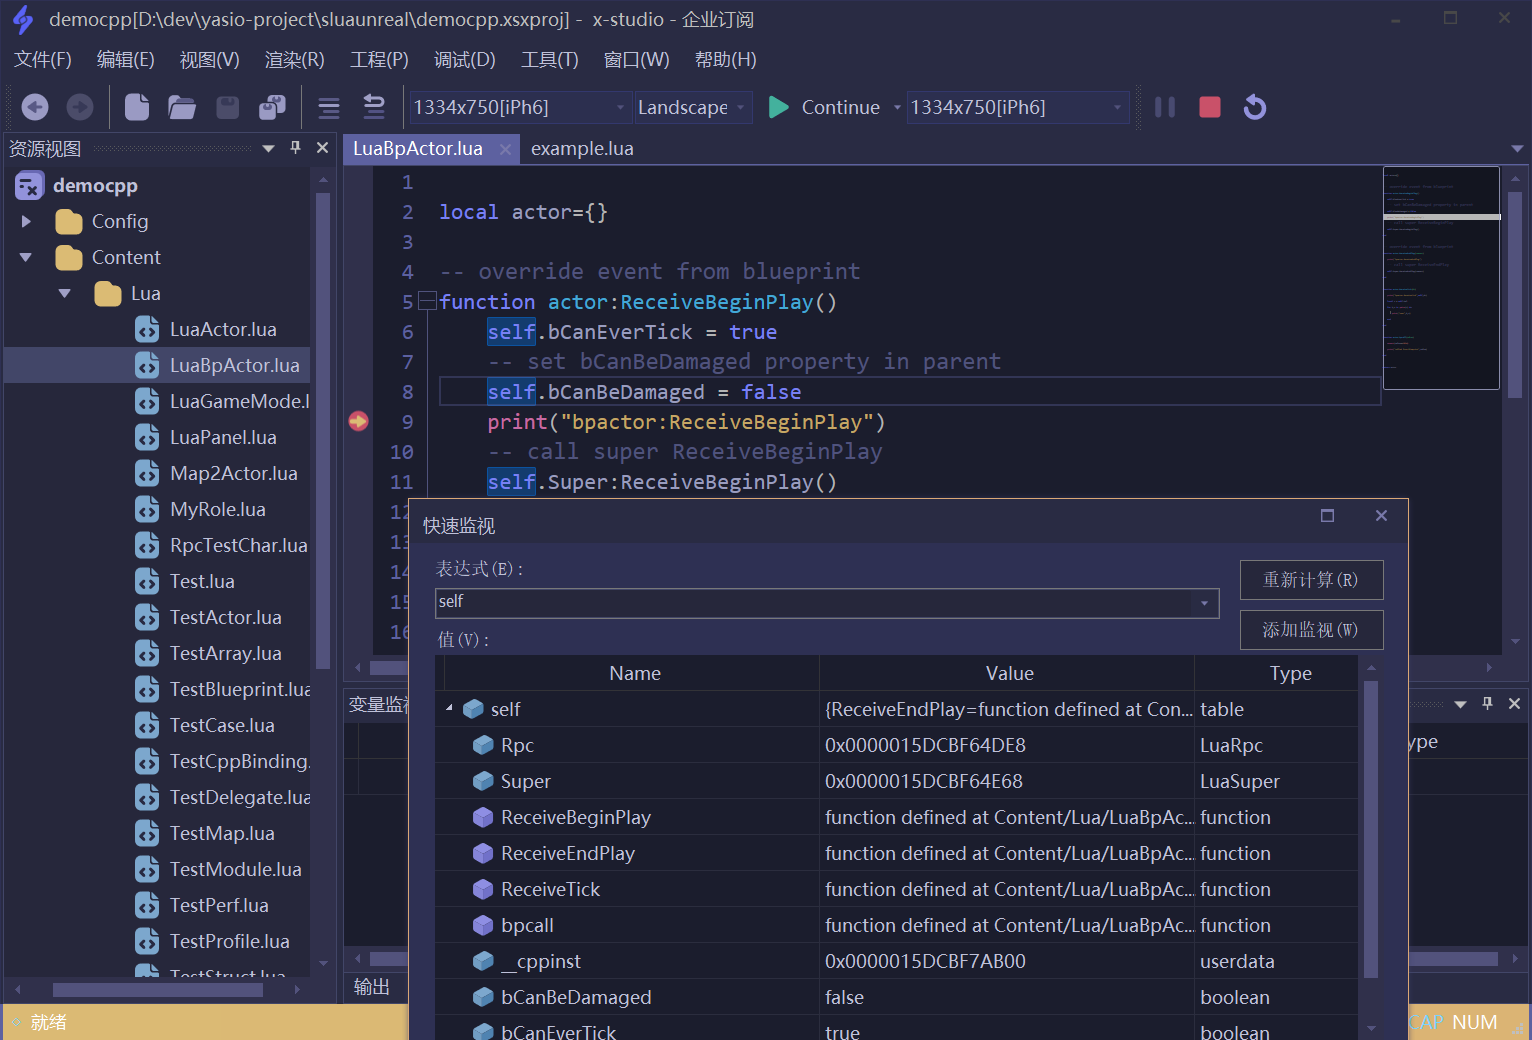 democpp[D:\dev\yasio-project\sluaunreal\democpp.xsxproj] - x-studio - 企业订阅
文件(F) 编辑(E) 视图(V) 渲染(R) 工程(P) 调试(D) 工具(T) 窗口(W) 帮助(H)
1334x750[iPh6] Landscape Continue 1334x750[iPh6]
资源视图
democpp
Config
Content
Lua
LuaActor.lua
LuaBpActor.lua
LuaGameMode.l
LuaPanel.lua
Map2Actor.lua
MyRole.lua
RpcTestChar.lua
Test.lua
TestActor.lua
TestArray.lua
TestBlueprint.lua
TestCase.lua
TestCppBinding.
TestDelegate.lua
TestMap.lua
TestModule.lua
TestPerf.lua
TestProfile.lua
TestStruct.lua
LuaBpActor.lua example.lua
1
2 local actor={}
3
4 -- override event from blueprint
5 function actor:ReceiveBeginPlay()
6 self.bCanEverTick = true
7 -- set bCanBeDamaged property in parent
8 self.bCanBeDamaged = false
9 print("bpactor:ReceiveBeginPlay")
10 -- call super ReceiveBeginPlay
11 self.Super:ReceiveBeginPlay()
12
13
14
15
16
变量监视
ype
输出
快速监视
表达式(E):
self
重新计算(R)
添加监视(W)
值(V):
Name Value Type
self {ReceiveEndPlay=function defined at Con... table
Rpc 0x0000015DCBF64DE8 LuaRpc
Super 0x0000015DCBF64E68 LuaSuper
ReceiveBeginPlay function defined at Content/Lua/LuaBpAc... function
ReceiveEndPlay function defined at Content/Lua/LuaBpAc... function
ReceiveTick function defined at Content/Lua/LuaBpAc... function
bpcall function defined at Content/Lua/LuaBpAc... function
__cppinst 0x0000015DCBF7AB00 userdata
bCanBeDamaged false boolean
bCanEverTick true boolean
就绪
CAP NUM